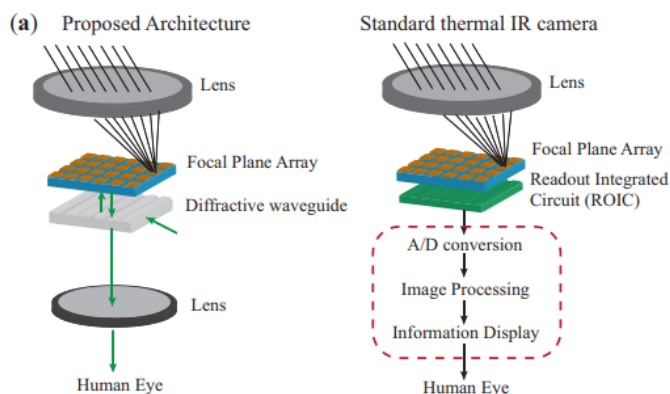 (a) Proposed Architecture
Lens
Focal Plane Array
Diffractive waveguide
Lens
Human Eye
Standard thermal IR camera
Lens
Focal Plane Array
Readout Integrated
Circuit (ROIC)
A/D conversion
Image Processing
Information Display
Human Eye